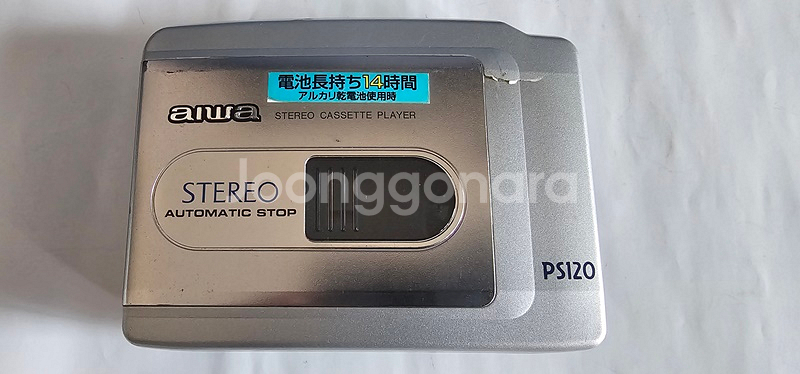 電池長持ち14時間
アルカリ乾電池使用時
aiwa
STEREO CASSETTE PLAYER
joonggonara
STEREO
AUTOMATIC STOP
PS120